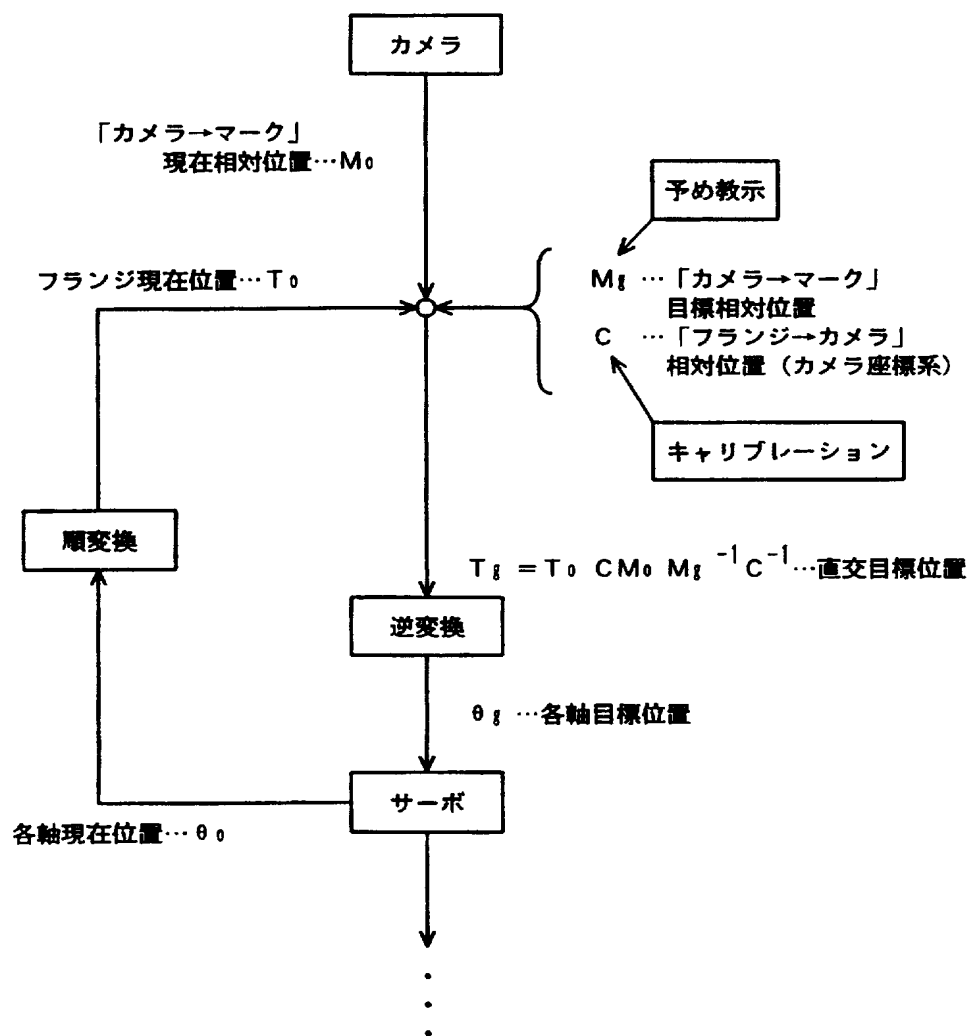 カメラ
「カメラ→マーク」
現在相対位置…M0
予め教示
フランジ現在位置…T0
Mg …「カメラ→マーク」
目標相対位置
C …「フランジ→カメラ」
相対位置(カメラ座標系)
キャリブレーション
順変換
Tg = T0 CM0 Mg⁻¹C⁻¹…直交目標位置
逆変換
θg …各軸目標位置
サーボ
各軸現在位置…θ0